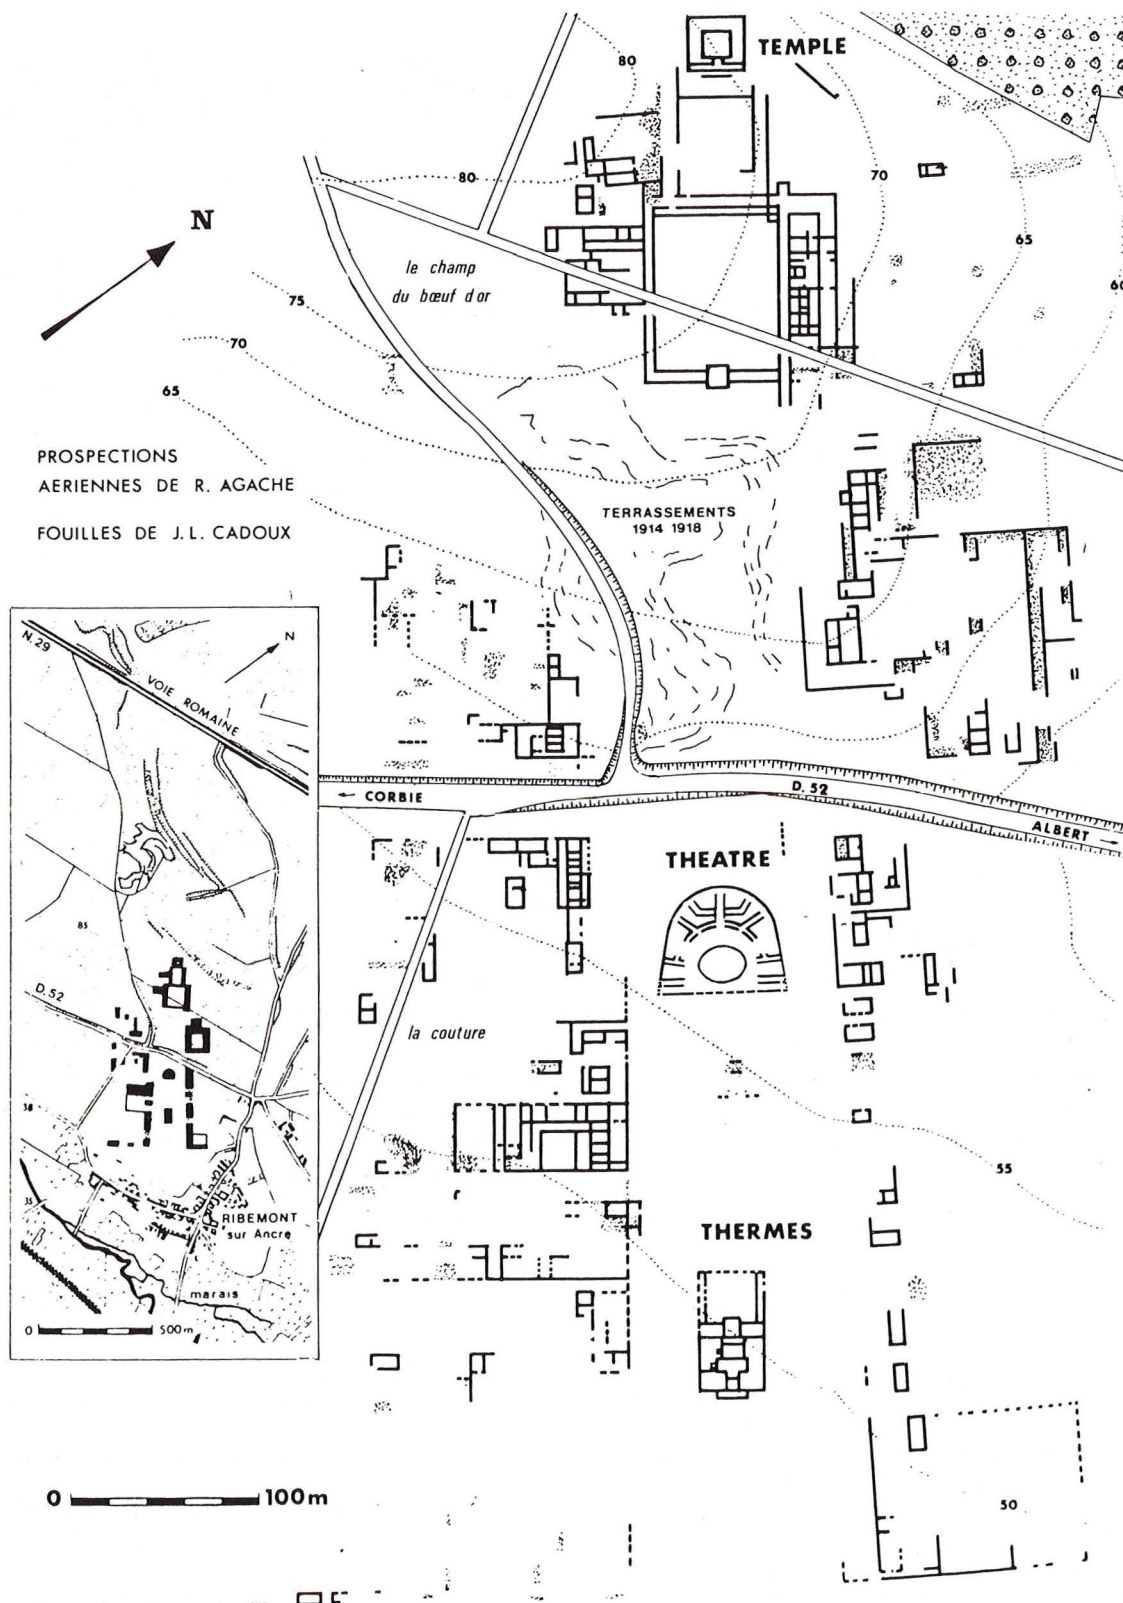 TEMPLE
80
80
70
N
65
le champ
du bœuf d'or
60
75
70
65
PROSPECTIONS
AERIENNES DE R. AGACHE
FOUILLES DE J.L. CADOUX
TERRASSEMENTS
1914 1918
N.29
N
VOIE ROMAINE
85
D.52
38
35
RIBEMONT
sur Ancre
marais
0 500m
← CORBIE
D. 52
ALBERT →
THEATRE
la couture
55
THERMES
50
0 100m